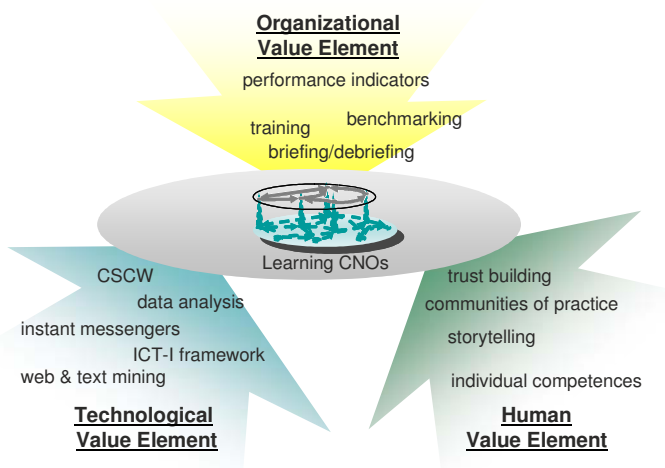 Organizational
Value Element
performance indicators
benchmarking
training
briefing/debriefing
Learning CNOs
CSCW
data analysis
instant messengers
ICT-I framework
web & text mining
Technological
Value Element
trust building
communities of practice
storytelling
individual competences
Human
Value Element